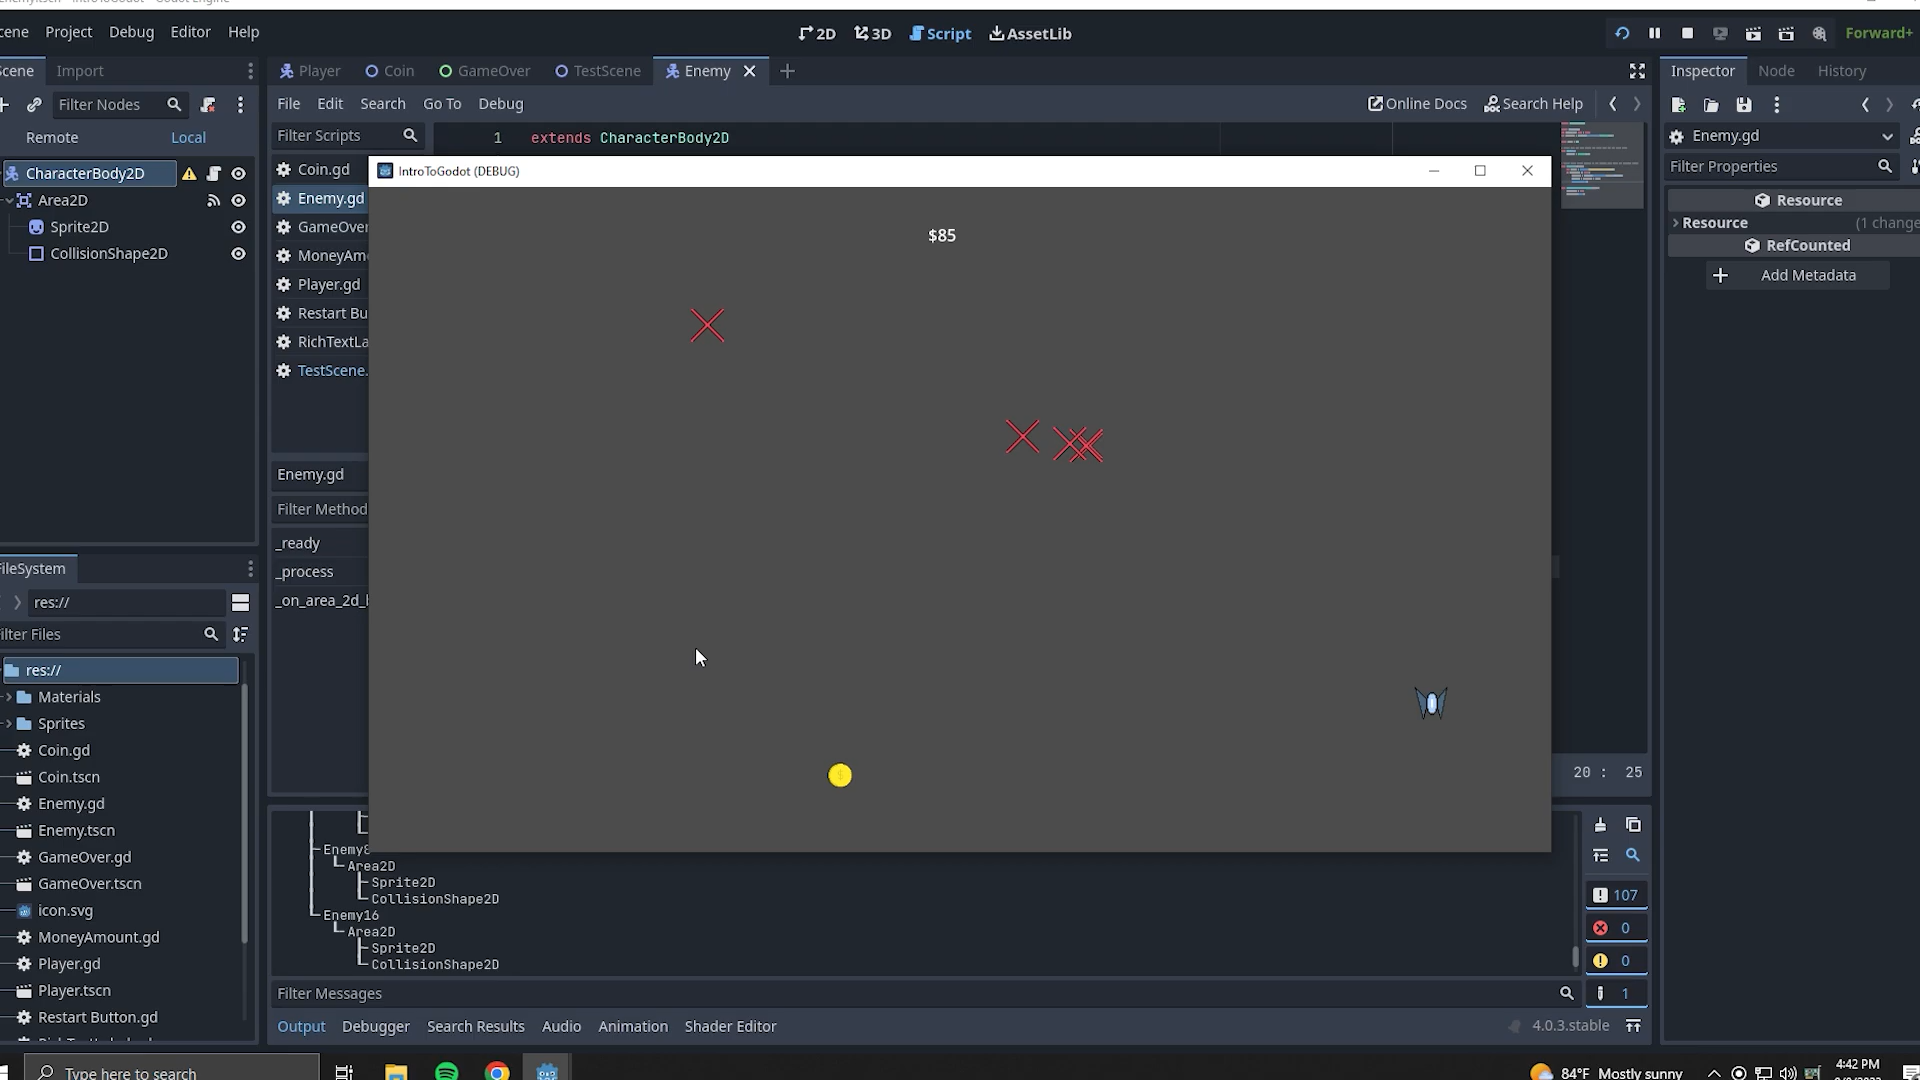 Project Debug Editor Help
2D 3D Script AssetLib
Forward+
Scene Import
Player Coin GameOver TestScene Enemy
Inspector Node History
Filter Nodes
File Edit Search Go To Debug
Online Docs Search Help
Remote Local
Filter Scripts
1 extends CharacterBody2D
Enemy.gd
Filter Properties
CharacterBody2D
Area2D
Sprite2D
CollisionShape2D
Coin.gd
Enemy.gd
GameOver
MoneyAm
Player.gd
Restart Bu
RichTextLa
TestScene.
Enemy.gd
Filter Method
_ready
_process
_on_area_2d_
IntroToGodot (DEBUG)
$85
Resource
Resource (1 change
RefCounted
Add Metadata
FileSystem
res://
Filter Files
res://
Materials
Sprites
Coin.gd
Coin.tscn
Enemy.gd
Enemy.tscn
GameOver.gd
GameOver.tscn
icon.svg
MoneyAmount.gd
Player.gd
Player.tscn
Restart Button.gd
20 : 25
Enemy8
Area2D
Sprite2D
CollisionShape2D
Enemy16
Area2D
Sprite2D
CollisionShape2D
107
0
0
1
Filter Messages
Output Debugger Search Results Audio Animation Shader Editor
4.0.3.stable
Type here to search
84°F Mostly sunny
4:42 PM